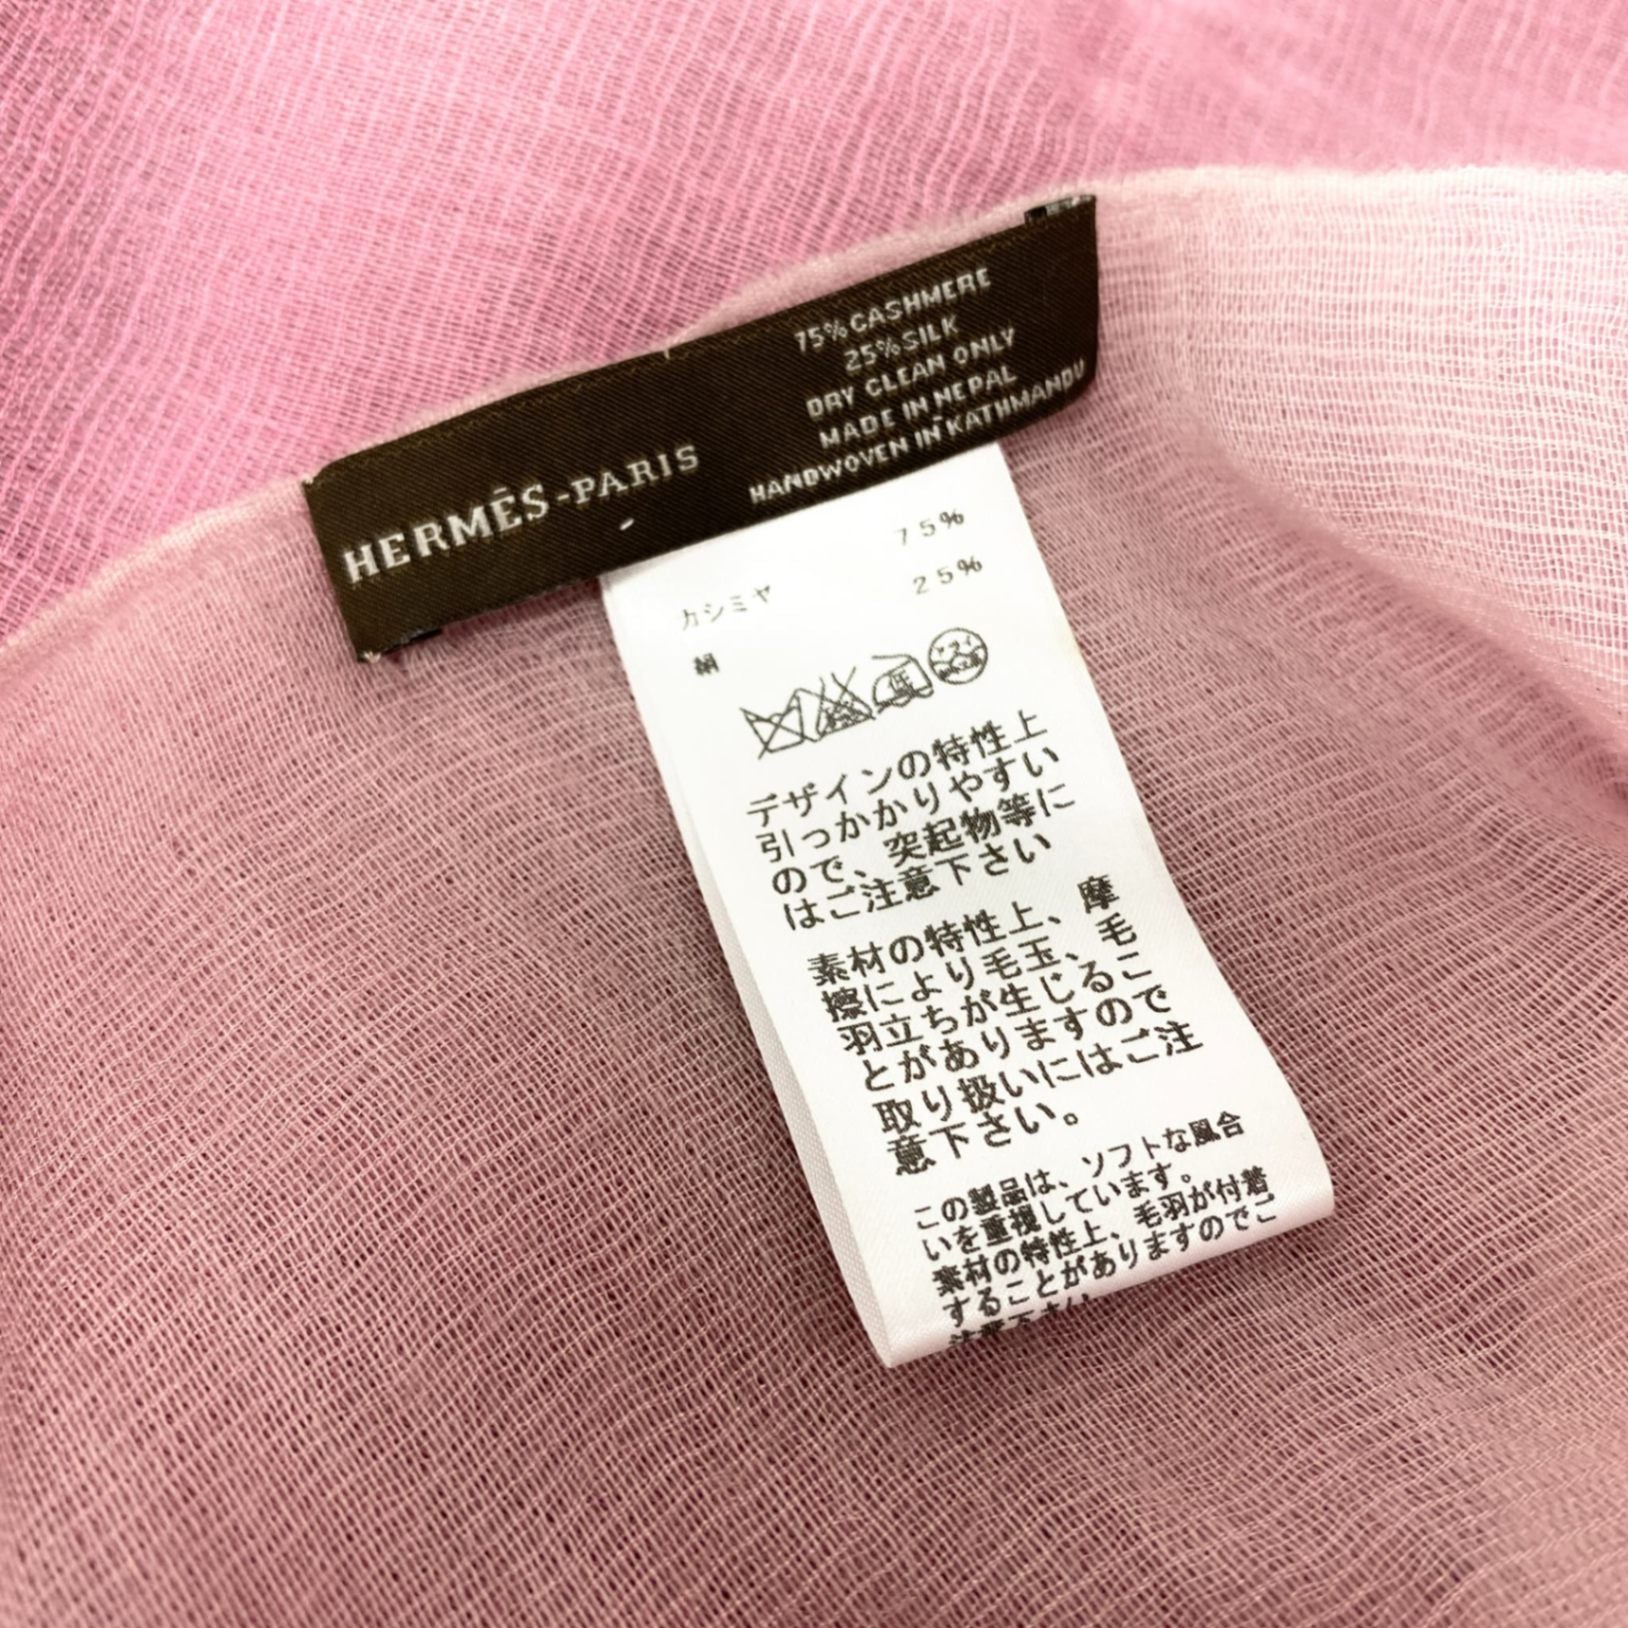 HERMĒS-PARIS
75%CASHMERE
25%SILK
DRY CLEAN ONLY
MADE IN NEPAL
HANDWOVEN IN KATHMANDU
カシミヤ 75%
絹 25%
低
デザインの特性上
引っかかりやすい
ので、突起物等に
はご注意下さい
素材の特性上、摩
擦により毛玉、毛
羽立ちが生じるこ
とがありますので
取り扱いにはご注
意下さい。
この製品は、ソフトな風合
いを重視しています。
素材の特性上、毛羽が付着
することがありますのでご
注意下さい